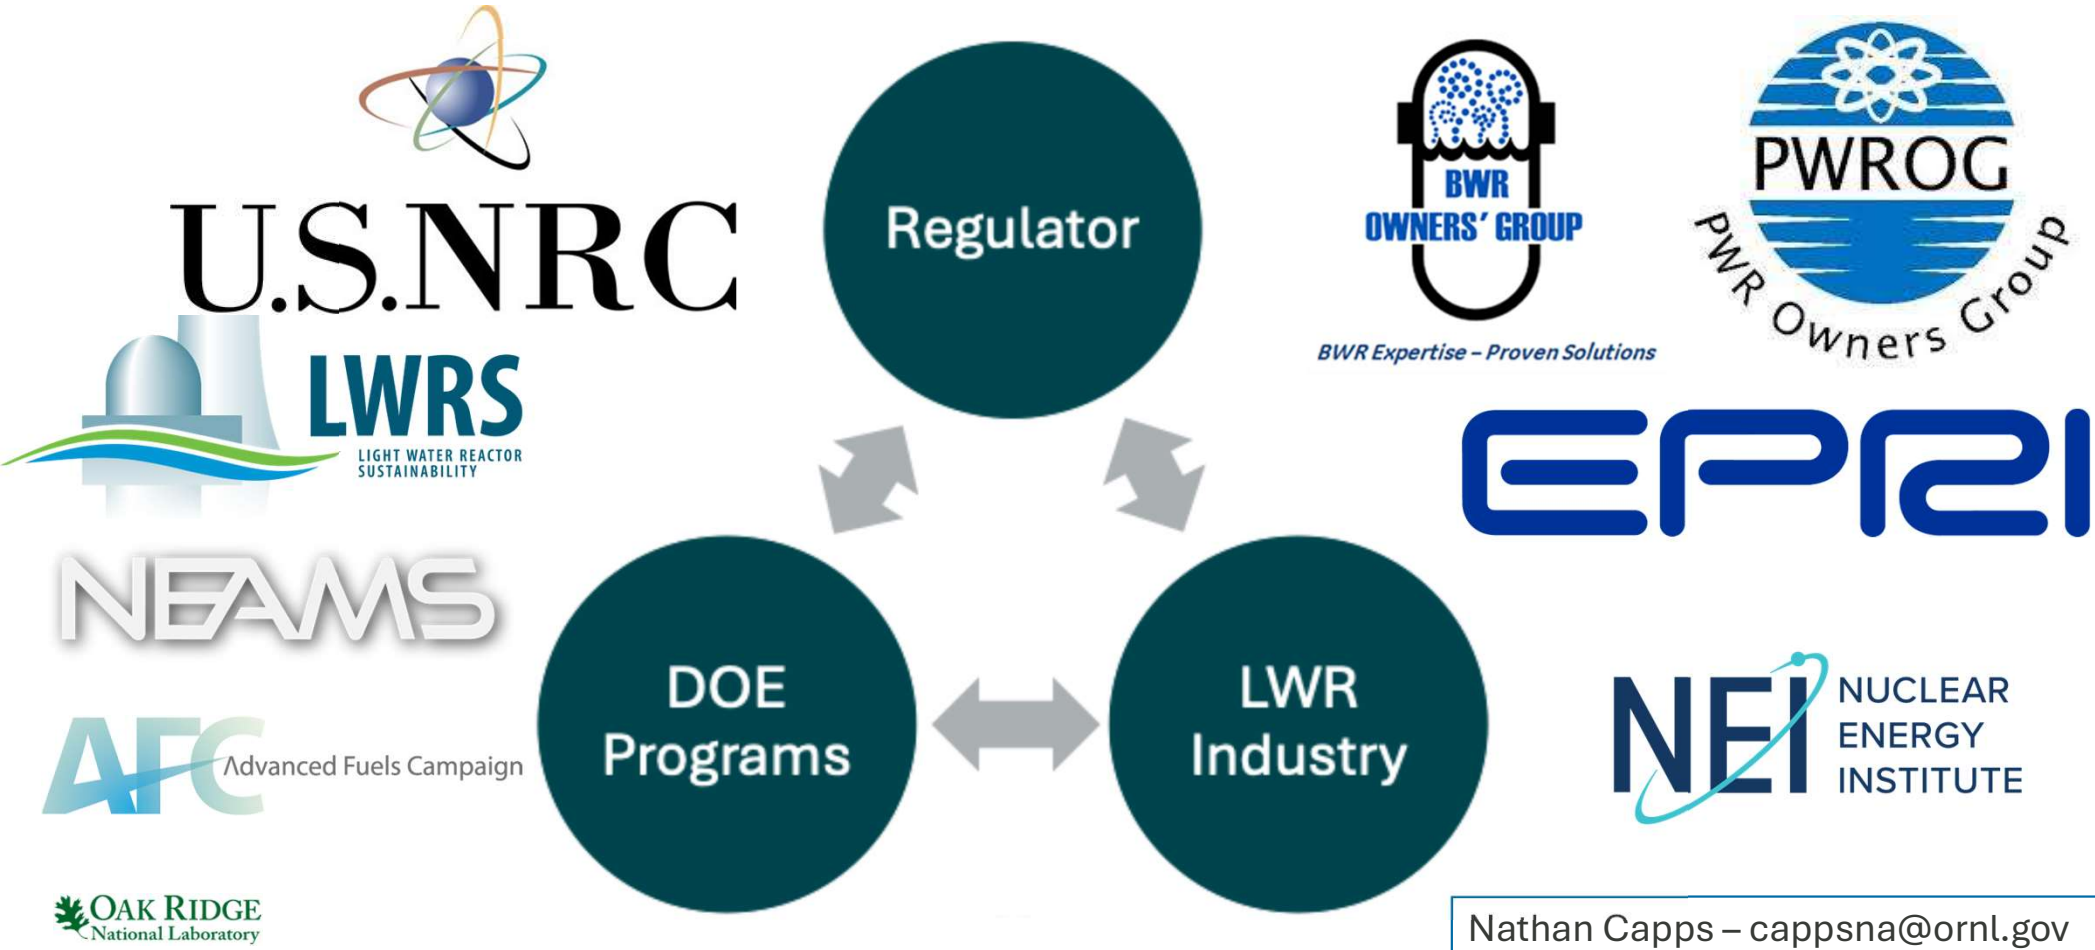 U.S.NRC
Regulator
BWR
OWNERS' GROUP
BWR Expertise – Proven Solutions
PWROG
PWR Owners Group
LWRS
LIGHT WATER REACTOR
SUSTAINABILITY
EPRI
NEAMS
DOE
Programs
LWR
Industry
NEI
NUCLEAR
ENERGY
INSTITUTE
AFC
Advanced Fuels Campaign
OAK RIDGE
National Laboratory
Nathan Capps – cappsna@ornl.gov